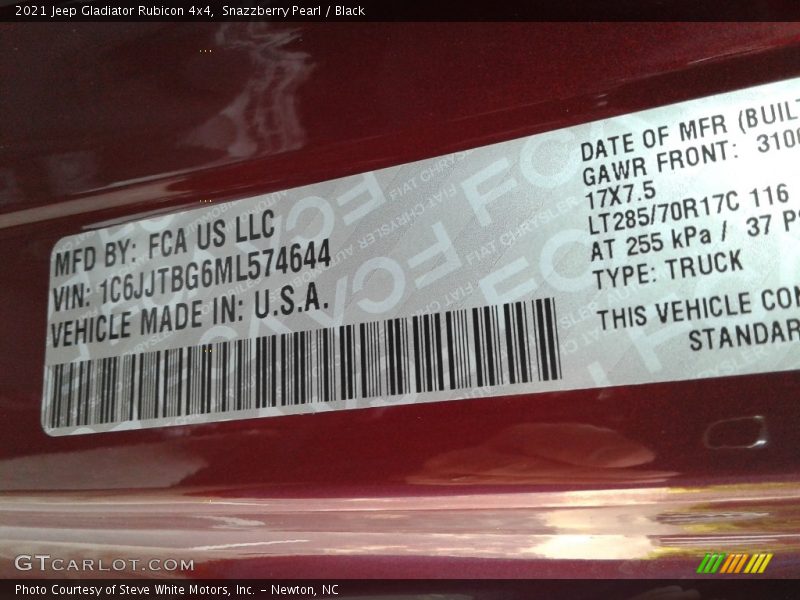 2021 Jeep Gladiator Rubicon 4x4, Snazzberry Pearl / Black
MFD BY: FCA US LLC
VIN: 1C6JJTBG6ML574644
VEHICLE MADE IN: U.S.A.
DATE OF MFR (BUILT
GAWR FRONT: 310
17X7.5
LT285/70R17C 116
AT 255 kPa / 37 P
TYPE: TRUCK
THIS VEHICLE CON
STANDAR
GTCARLOT.COM
Photo Courtesy of Steve White Motors, Inc. – Newton, NC